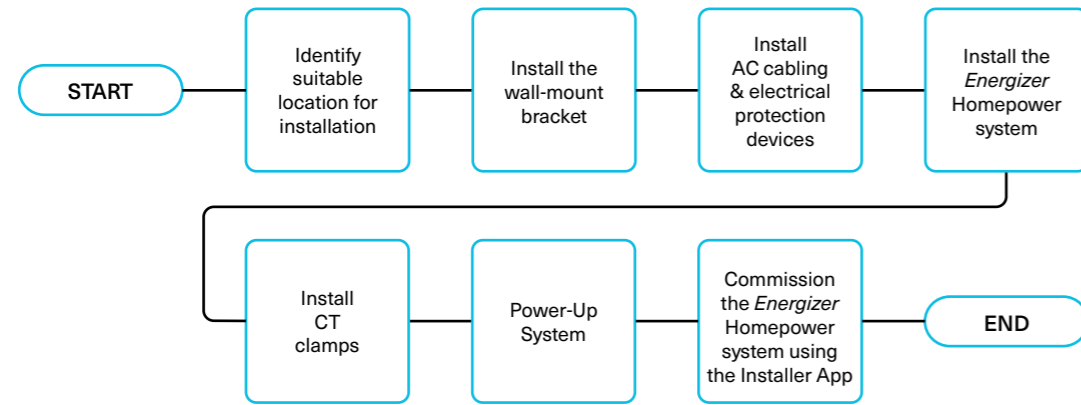 START
Identify
suitable
location for
installation
Install the
wall-mount
bracket
Install
AC cabling
& electrical
protection
devices
Install the
Energizer
Homepower
system
Install
CT
clamps
Power-Up
System
Commission
the Energizer
Homepower
system using
the Installer App
END